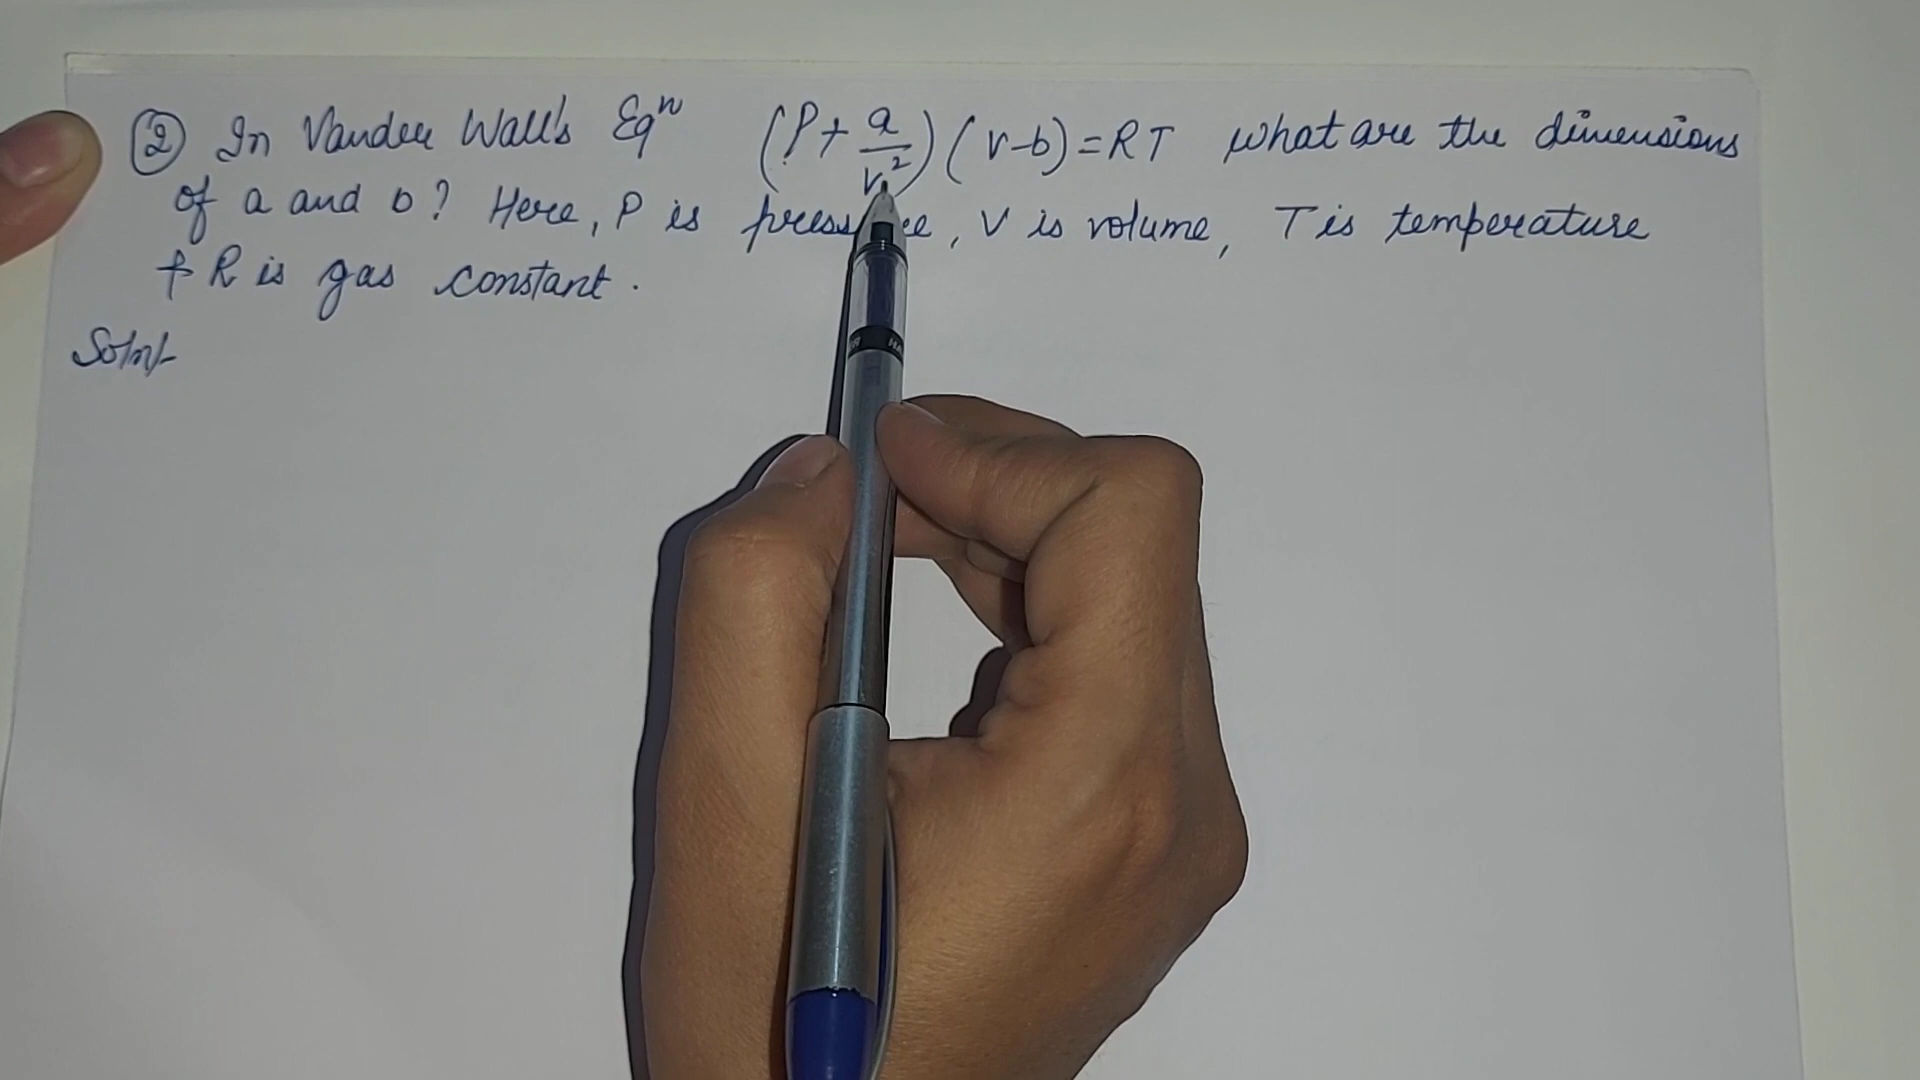 ② In Vander Wall's Eqⁿ (P + a/v²)(v-b) = RT what are the dimensions
of a and b? Here, P is pressure, V is volume, T is temperature
+ R is gas constant.
Soln/-